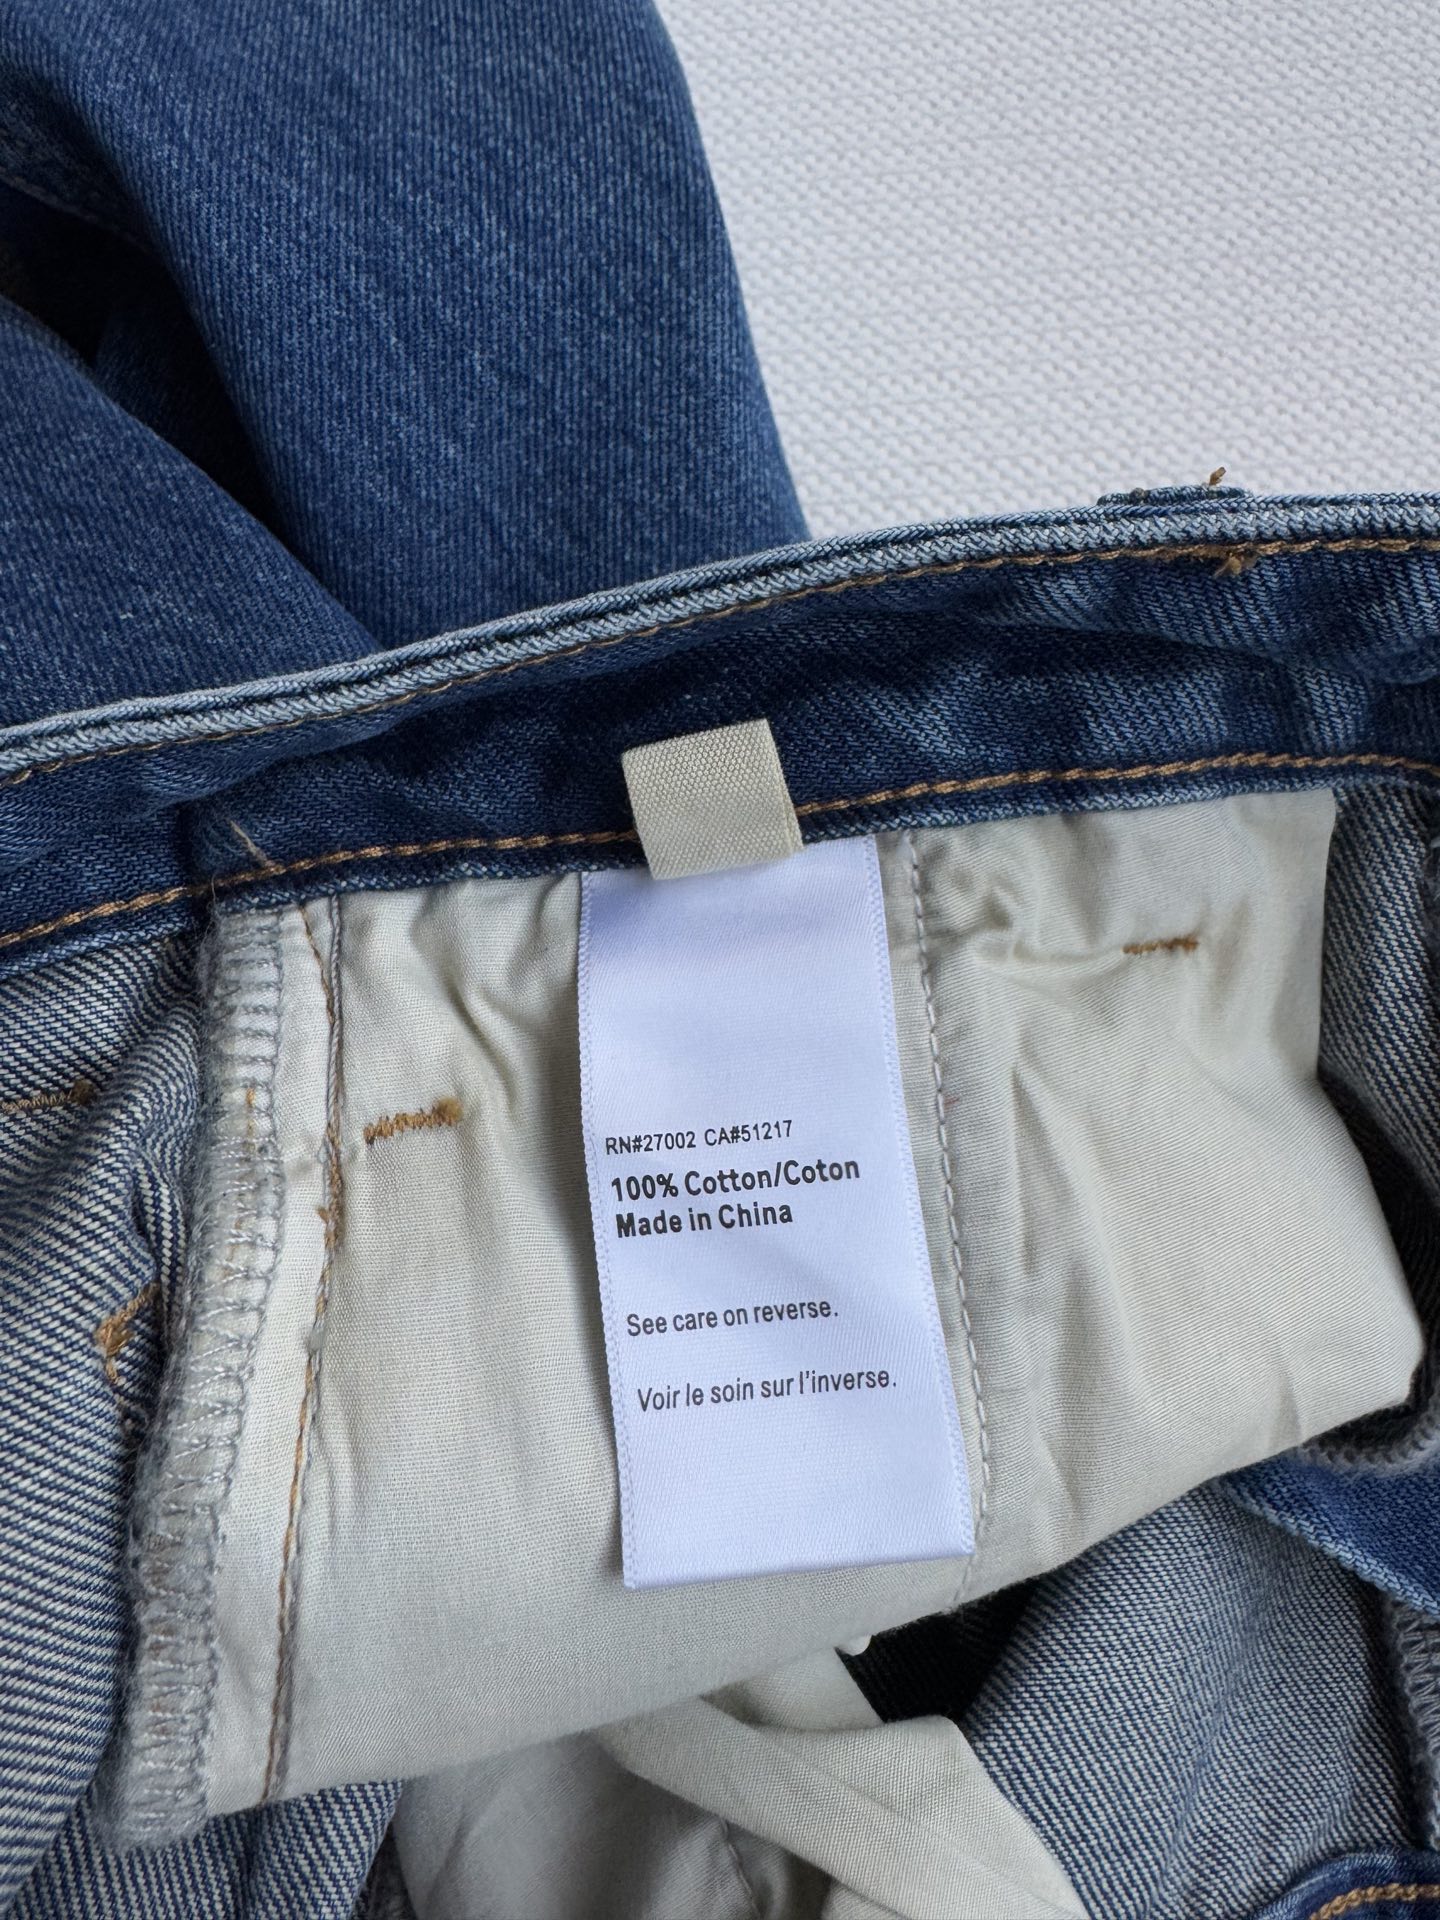 RN#27002 CA#51217
100% Cotton/Coton
Made in China
See care on reverse.
Voir le soin sur l'inverse.